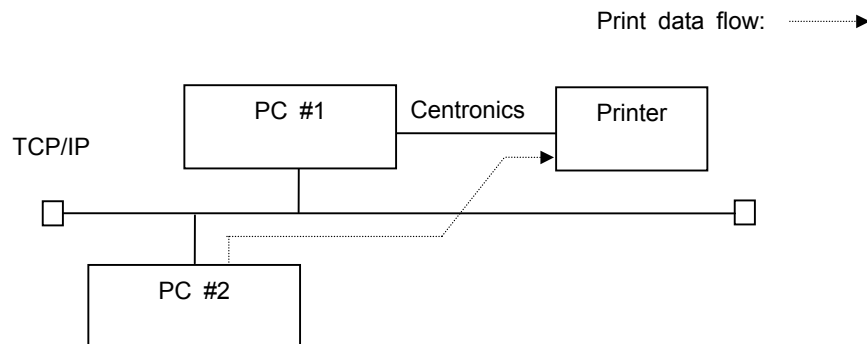 Print data flow:
PC #1
Centronics
Printer
TCP/IP
PC #2